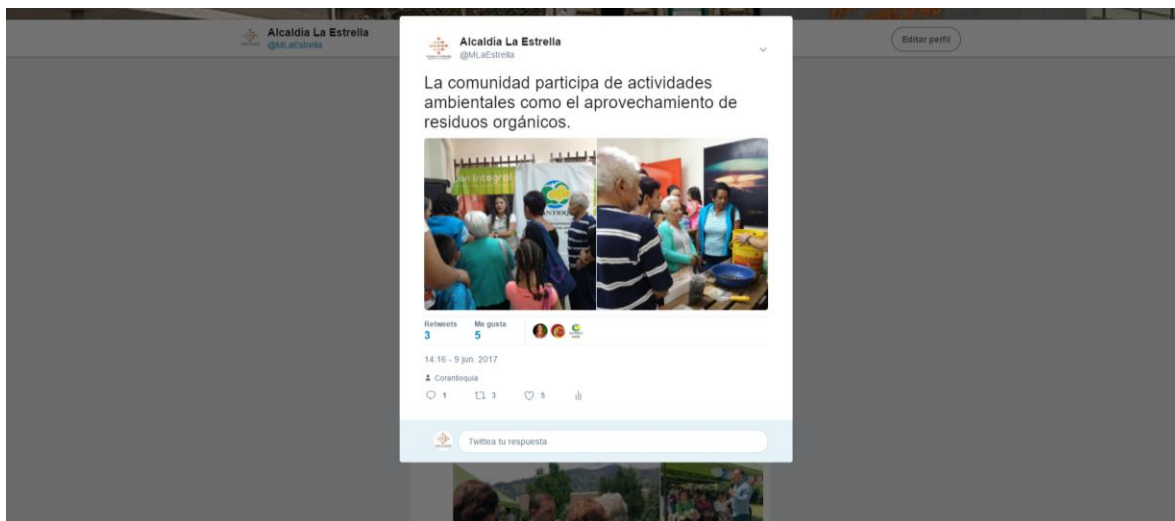 Alcaldía La Estrella
@MLaEstrella
Editar perfil
Alcaldía La Estrella
@MLaEstrella
La comunidad participa de actividades
ambientales como el aprovechamiento de
residuos orgánicos.
ón integral
Retweets Me gusta
3 5
14:16 - 9 jun. 2017
Corantioquia
1 3 5
Twittea tu respuesta